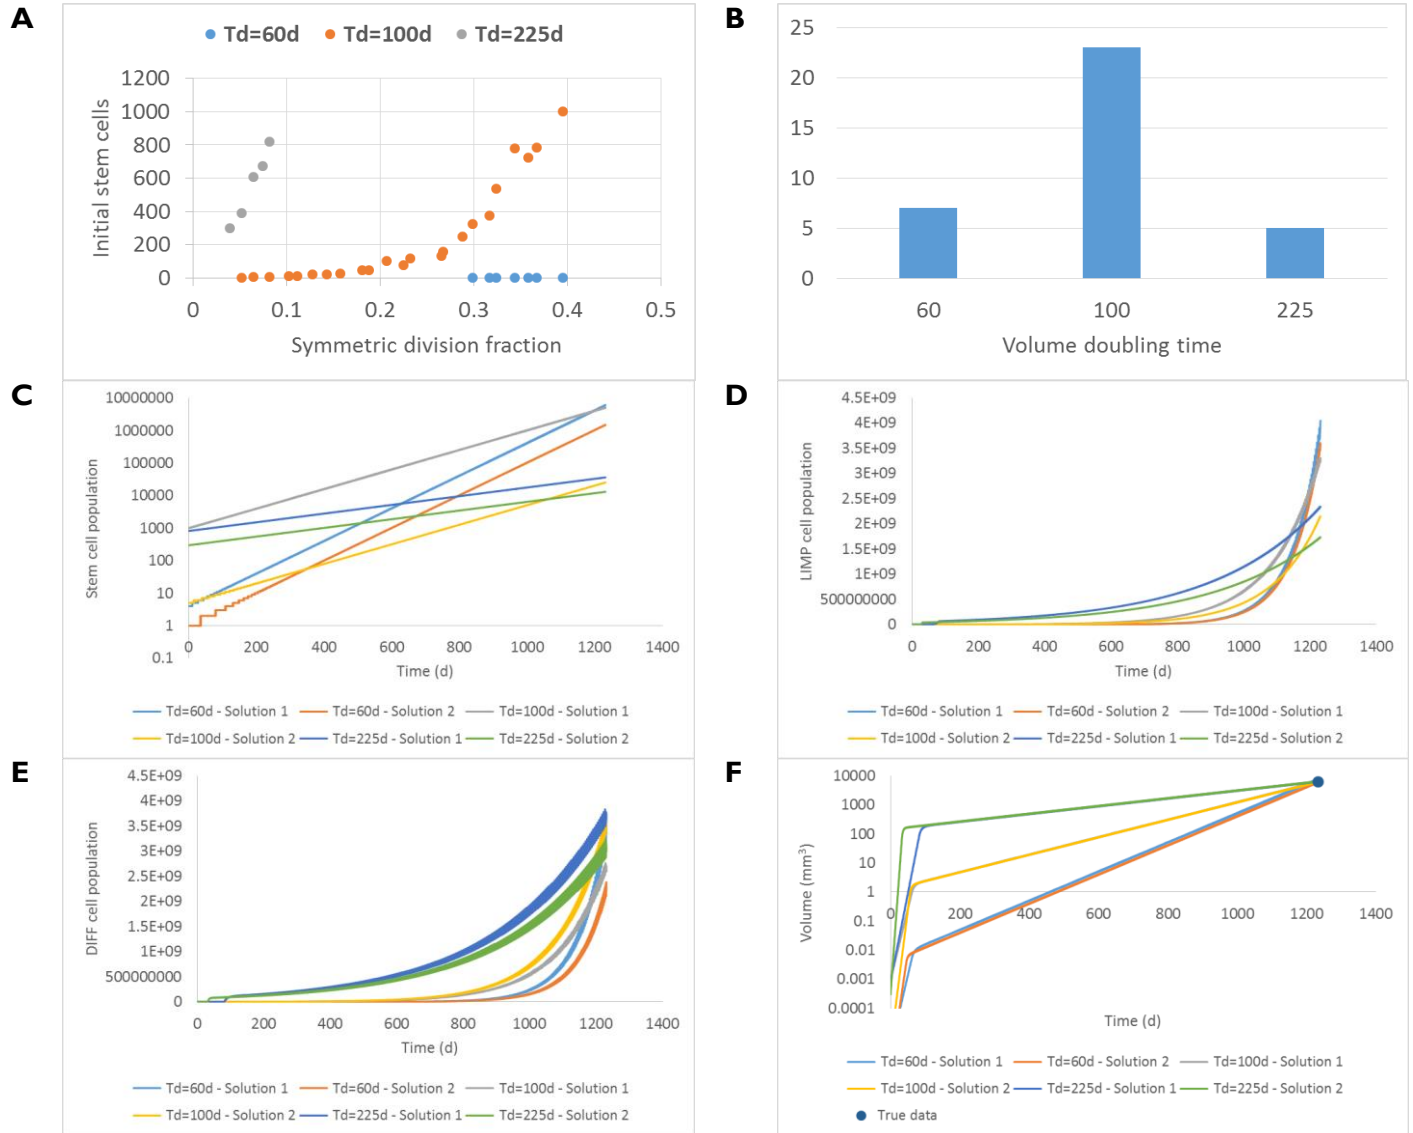 A
Td=60d Td=100d Td=225d
1200
1000
800
600
400
200
0
0 0.1 0.2 0.3 0.4 0.5
Initial stem cells
Symmetric division fraction
B
25
20
15
10
5
0
60 100 225
Volume doubling time
C
10000000
1000000
100000
10000
1000
100
10
1
0.1
0 200 400 600 800 1000 1200 1400
Stem cell population
Time (d)
Td=60d - Solution 1 Td=60d - Solution 2 Td=100d - Solution 1
Td=100d - Solution 2 Td=225d - Solution 1 Td=225d - Solution 2
D
4.5E+09
4E+09
3.5E+09
3E+09
2.5E+09
2E+09
1.5E+09
1E+09
500000000
0
0 200 400 600 800 1000 1200 1400
LIMP cell population
Time (d)
Td=60d - Solution 1 Td=60d - Solution 2 Td=100d - Solution 1
Td=100d - Solution 2 Td=225d - Solution 1 Td=225d - Solution 2
E
4.5E+09
4E+09
3.5E+09
3E+09
2.5E+09
2E+09
1.5E+09
1E+09
500000000
0
0 200 400 600 800 1000 1200 1400
DIFF cell population
Time (d)
Td=60d - Solution 1 Td=60d - Solution 2 Td=100d - Solution 1
Td=100d - Solution 2 Td=225d - Solution 1 Td=225d - Solution 2
F
10000
1000
100
10
1
0.1
0.01
0.001
0.0001
0 200 400 600 800 1000 1200 1400
Volume (mm³)
Time (d)
Td=60d - Solution 1 Td=60d - Solution 2 Td=100d - Solution 1
Td=100d - Solution 2 Td=225d - Solution 1 Td=225d - Solution 2
True data